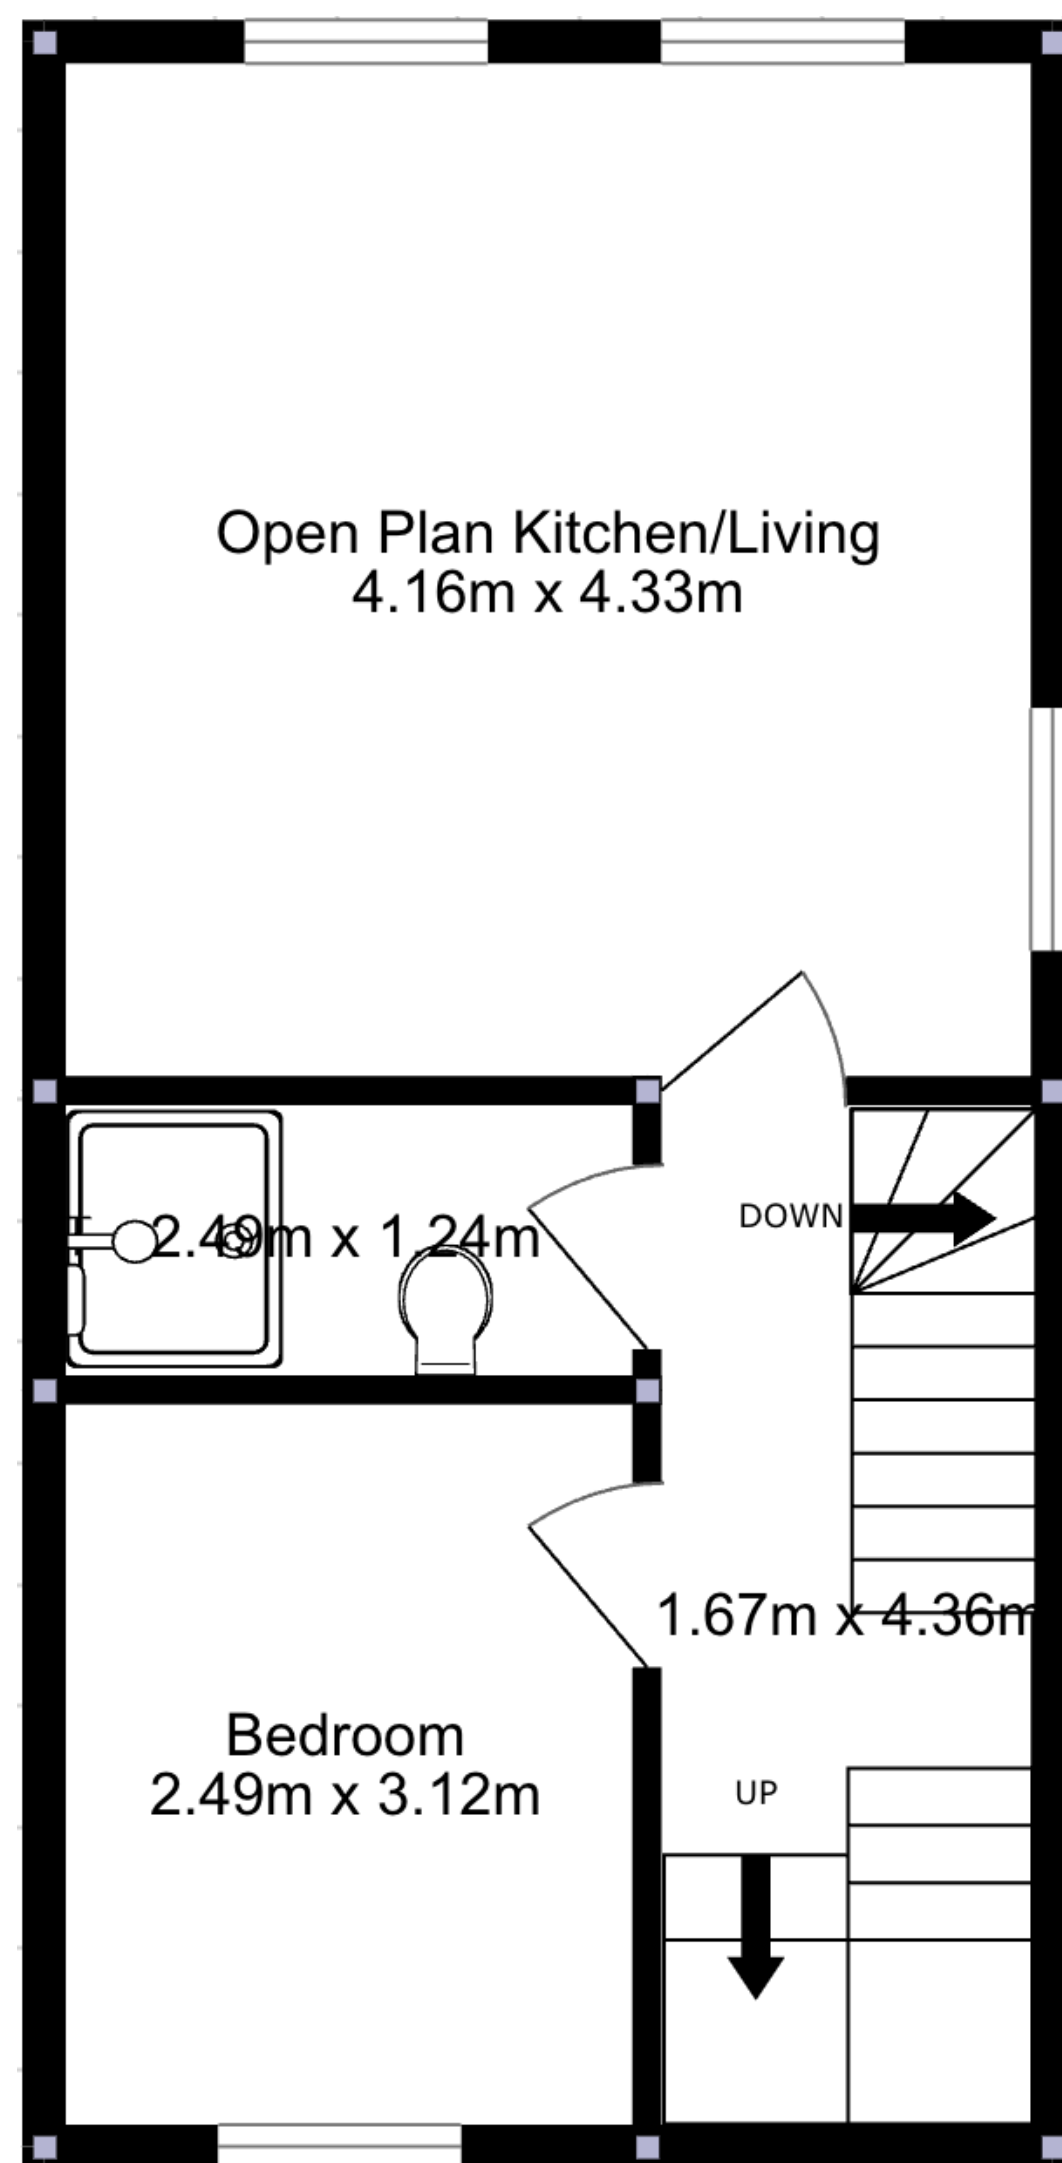 Open Plan Kitchen/Living
4.16m x 4.33m
DOWN
2.49m x 1.24m
1.67m x 4.36m
Bedroom
2.49m x 3.12m
UP